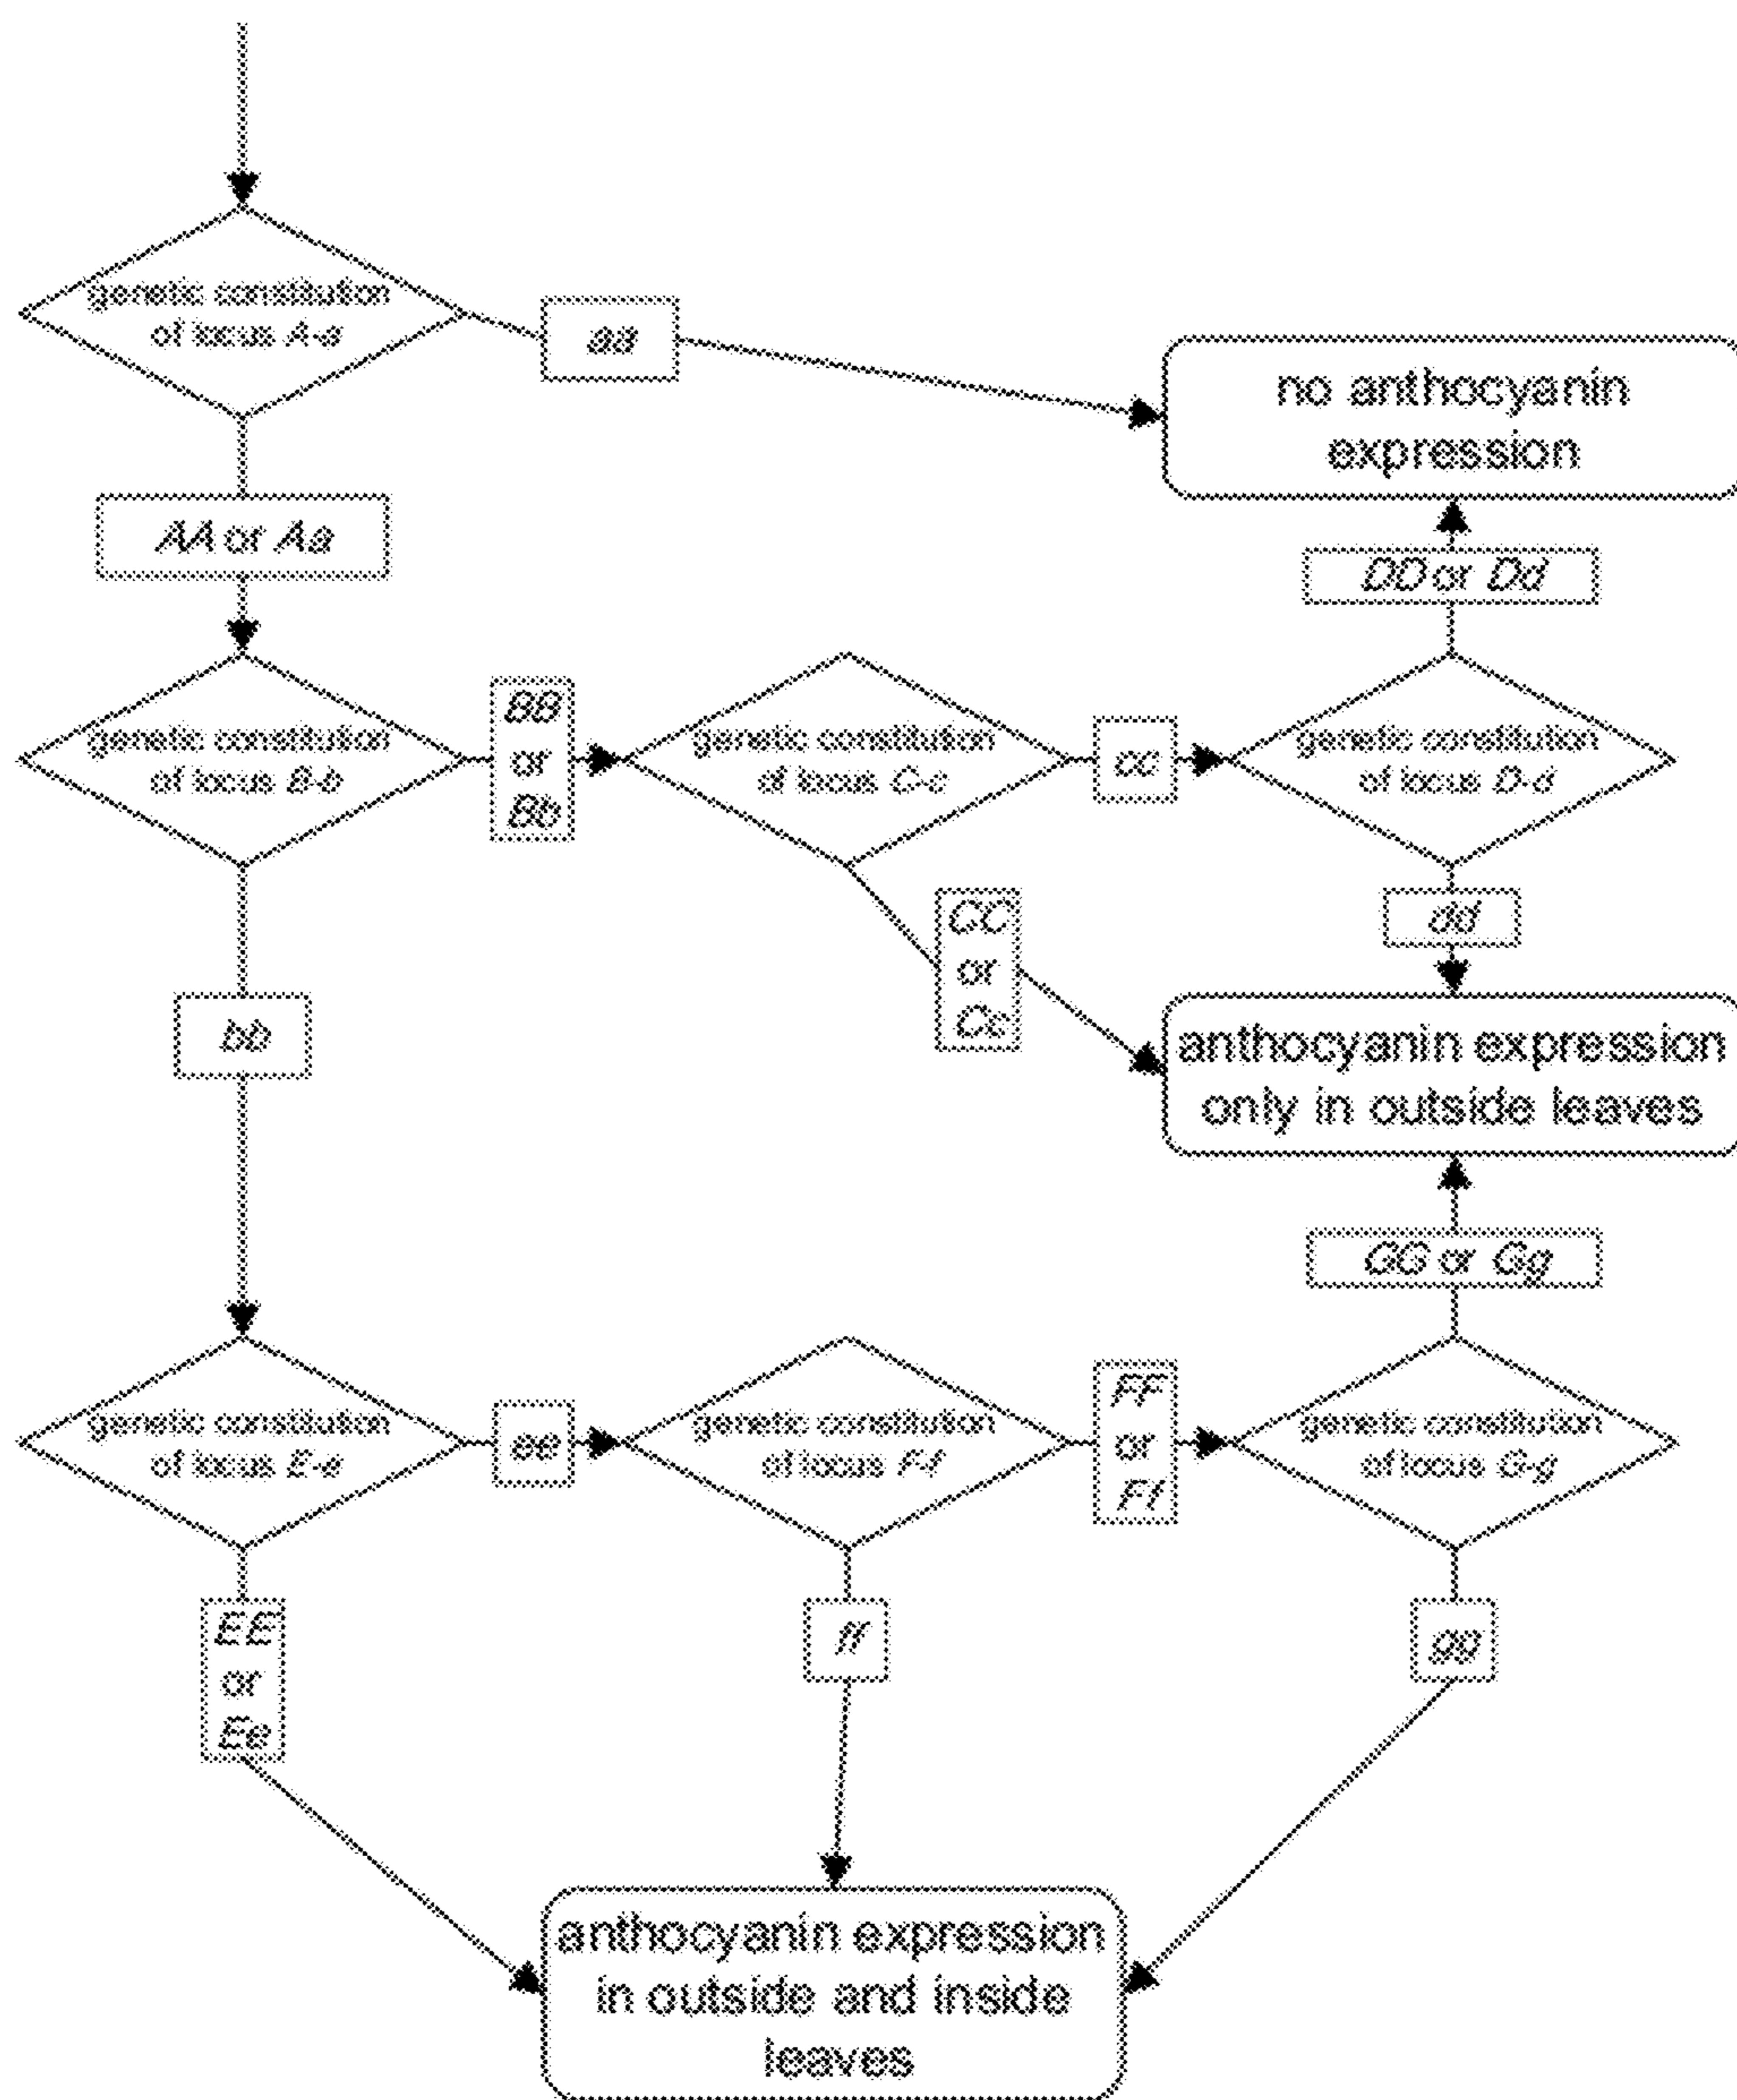 genetic constitution
of locus A-a
aa
no anthocyanin
expression
AA or Aa
DD or Dd
genetic constitution
of locus B-b
BB
or
Bb
genetic constitution
of locus C-c
cc
genetic constitution
of locus D-d
CC
or
Cc
dd
bb
anthocyanin expression
only in outside leaves
GG or Gg
genetic constitution
of locus E-e
ee
genetic constitution
of locus F-f
FF
or
Ff
genetic constitution
of locus G-g
EE
or
Ee
ff
gg
anthocyanin expression
in outside and inside
leaves